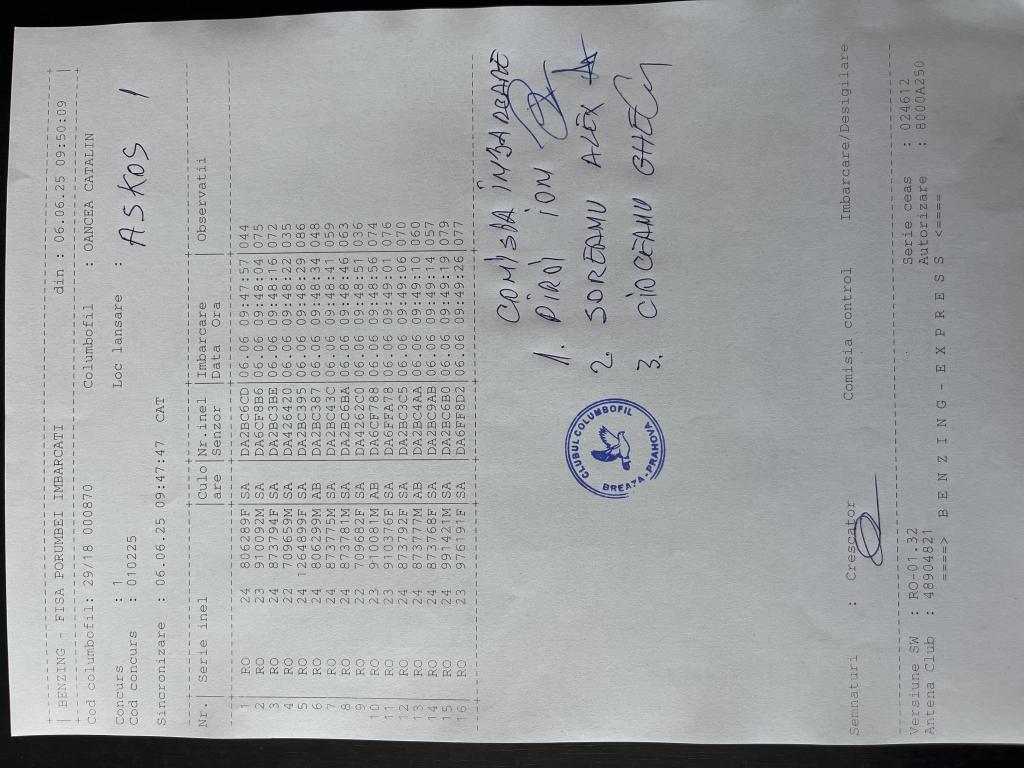 | BENZING - FISA PORUMBEI IMBARCATI din : 06.06.25 09:50:09 |
Cod columbofil: 29/18 000870 Columbofil : OANCEA CATALIN
Concurs : 1 Loc lansare : ASKOS 1
Cod concurs : 010225
Sincronizare : 06.06.25 09:47:47 CAT
Nr.| Serie inel |Culo|Nr.inel |Imbarcare | Observatii
are |Senzor |Data Ora
1 RO 24 806289F SA DA2BC6CD 06.06 09:47:57 044
2 RO 23 910092M SA DA6CF8B6 06.06 09:48:04 075
3 RO 24 873794F SA DA2BC3BE 06.06 09:48:16 072
4 RO 22 709659M SA DA426420 06.06 09:48:22 035
5 RO 24 1264899F SA DA2BC395 06.06 09:48:29 086
6 RO 24 806299M AB DA2BC387 06.06 09:48:34 048
7 RO 24 873775M SA DA2BC43C 06.06 09:48:41 059
8 RO 24 873781M SA DA2BC6BA 06.06 09:48:46 063
9 RO 22 709682F SA DA4262C0 06.06 09:48:51 036
10 RO 23 910081M AB DA6CF788 06.06 09:48:56 074
11 RO 23 910376F SA DA6FFA78 06.06 09:49:01 076
12 RO 24 873792F SA DA2BC3C5 06.06 09:49:06 070
13 RO 24 873777M AB DA2BC4AA 06.06 09:49:10 060
14 RO 24 873768F SA DA2BC9AB 06.06 09:49:14 057
15 RO 24 991421M SA DA2BC6B0 06.06 09:49:19 079
16 RO 23 976191F SA DA6FF8D2 06.06 09:49:26 077
COMISIA
1. PIROI ION
2. SOREANU ALEX
3. CIOCEANU GHEC
CLUBUL COLUMBOFIL
BREAZA - PRAHOVA
Semnaturi : Crescator Comisia control Imbarcare/Desigilare
Versiune SW : RO-01.32 Serie ceas : 024612
Antena Club : 48904821 Autorizare : 8000A250
====> B E N Z I N G - E X P R E S S <====